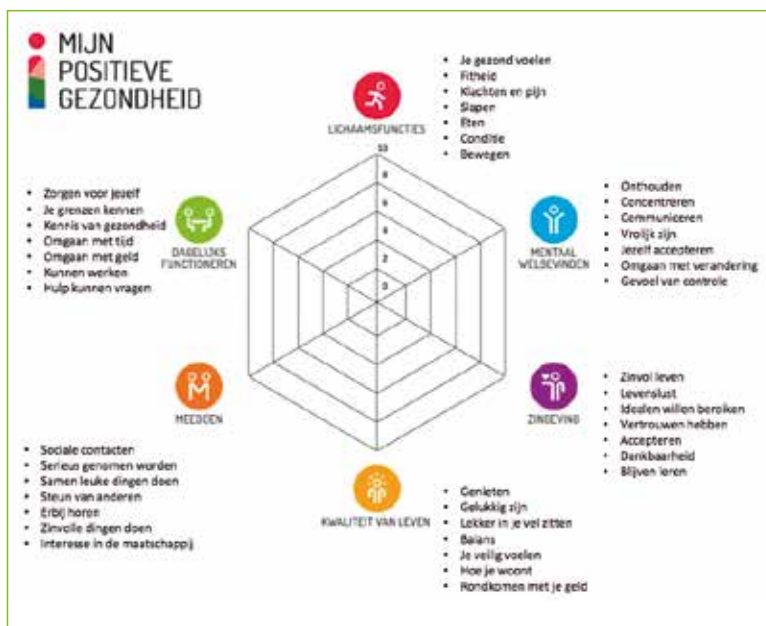 MIJN
POSITIEVE
GEZONDHEID
LICHAAMSFUNCTIES
• Je gezond voelen
• Fitheid
• Klachten en pijn
• Slapen
• Eten
• Conditie
• Bewegen
10
8
6
4
2
0
MENTAAL
WELBEVINDEN
• Onthouden
• Concentreren
• Communiceren
• Vrolijk zijn
• Jezelf accepteren
• Omgaan met verandering
• Gevoel van controle
ZINGEVING
• Zinvol leven
• Levenslust
• Idealen willen bereiken
• Vertrouwen hebben
• Accepteren
• Dankbaarheid
• Blijven leren
KWALITEIT VAN LEVEN
• Genieten
• Gelukkig zijn
• Lekker in je vel zitten
• Balans
• Je veilig voelen
• Hoe je woont
• Rondkomen met je geld
MEEDOEN
• Sociale contacten
• Serieus genomen worden
• Samen leuke dingen doen
• Steun van anderen
• Erbij horen
• Zinvolle dingen doen
• Interesse in de maatschappij
• Zorgen voor jezelf
• Je grenzen kennen
• Kennis van gezondheid
• Omgaan met tijd
• Omgaan met geld
• Kunnen werken
• Hulp kunnen vragen
DAGELIJKS
FUNCTIONEREN